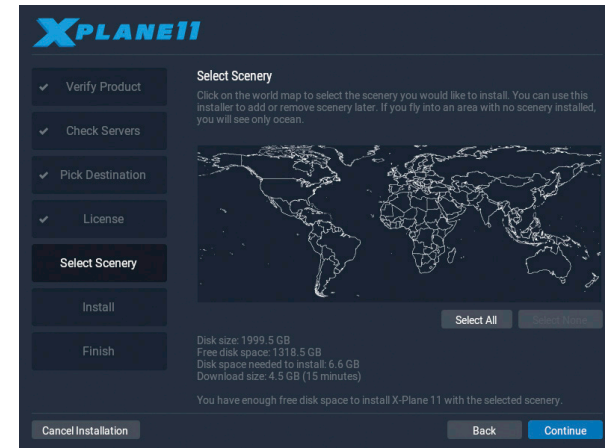 XPLANE11
Verify Product
Check Servers
Pick Destination
License
Select Scenery
Install
Finish
Select Scenery
Click on the world map to select the scenery you would like to install. You can use this
installer to add or remove scenery later. If you fly into an area with no scenery installed,
you will see only ocean.
Select All
Select None
Disk size: 1999.5 GB
Free disk space: 1318.5 GB
Disk space needed to install: 6.6 GB
Download size: 4.5 GB (15 minutes)
You have enough free disk space to install X-Plane 11 with the selected scenery.
Cancel Installation
Back
Continue